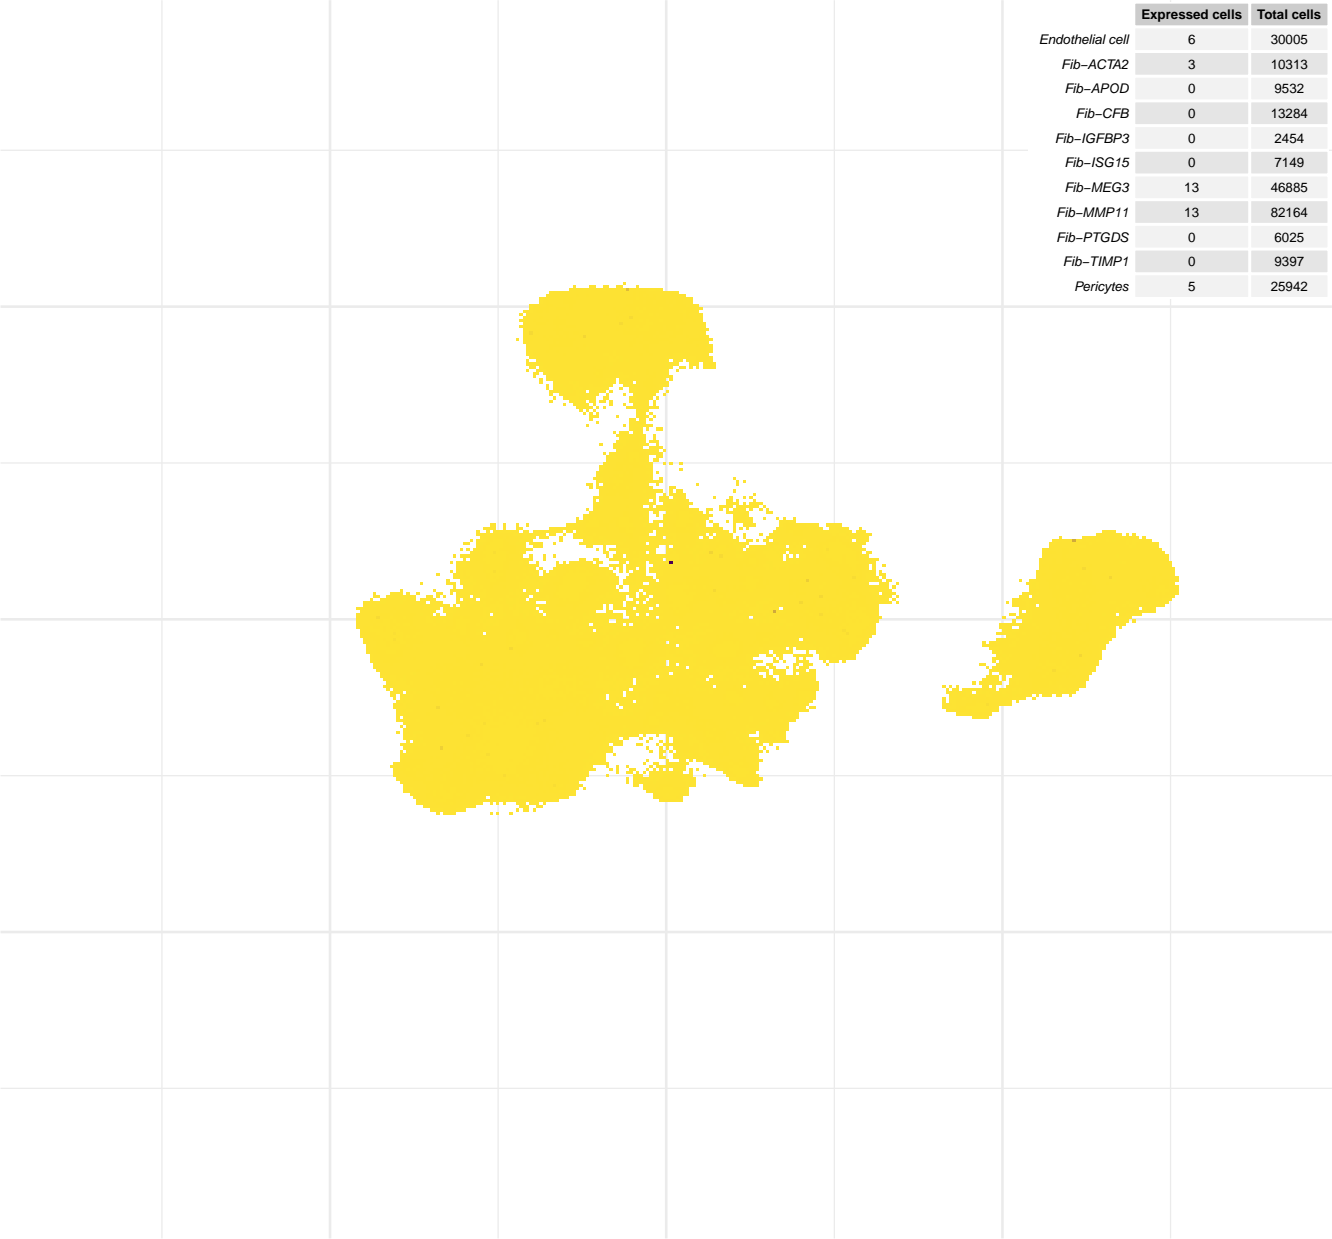 Expressed cells Total cells
Endothelial cell 6 30005
Fib−ACTA2 3 10313
Fib−APOD 0 9532
Fib−CFB 0 13284
Fib−IGFBP3 0 2454
Fib−ISG15 0 7149
Fib−MEG3 13 46885
Fib−MMP11 13 82164
Fib−PTGDS 0 6025
Fib−TIMP1 0 9397
Pericytes 5 25942